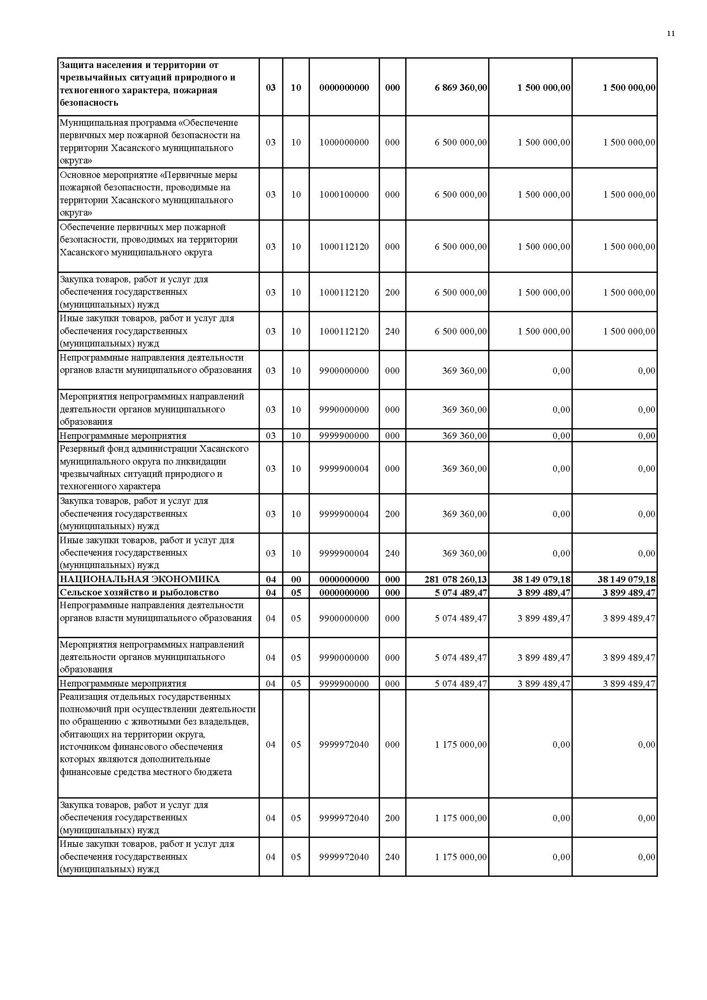 11
Защита населения и территории от
чрезвычайных ситуаций природного и
техногенного характера, пожарная
безопасность
03 10 0000000000 000 6 869 360,00 1 500 000,00 1 500 000,00
Муниципальная программа «Обеспечение
первичных мер пожарной безопасности на
территории Хасанского муниципального
округа»
03 10 1000000000 000 6 500 000,00 1 500 000,00 1 500 000,00
Основное мероприятие «Первичные меры
пожарной безопасности, проводимые на
территории Хасанского муниципального
округа»
03 10 1000100000 000 6 500 000,00 1 500 000,00 1 500 000,00
Обеспечение первичных мер пожарной
безопасности, проводимых на территории
Хасанского муниципального округа
03 10 1000112120 000 6 500 000,00 1 500 000,00 1 500 000,00
Закупка товаров, работ и услуг для
обеспечения государственных
(муниципальных) нужд
03 10 1000112120 200 6 500 000,00 1 500 000,00 1 500 000,00
Иные закупки товаров, работ и услуг для
обеспечения государственных
(муниципальных) нужд
03 10 1000112120 240 6 500 000,00 1 500 000,00 1 500 000,00
Непрограммные направления деятельности
органов власти муниципального образования
03 10 9900000000 000 369 360,00 0,00 0,00
Мероприятия непрограммных направлений
деятельности органов муниципального
образования
03 10 9990000000 000 369 360,00 0,00 0,00
Непрограммные мероприятия 03 10 9999900000 000 369 360,00 0,00 0,00
Резервный фонд администрации Хасанского
муниципального округа по ликвидации
чрезвычайных ситуаций природного и
техногенного характера
03 10 9999900004 000 369 360,00 0,00 0,00
Закупка товаров, работ и услуг для
обеспечения государственных
(муниципальных) нужд
03 10 9999900004 200 369 360,00 0,00 0,00
Иные закупки товаров, работ и услуг для
обеспечения государственных
(муниципальных) нужд
03 10 9999900004 240 369 360,00 0,00 0,00
НАЦИОНАЛЬНАЯ ЭКОНОМИКА 04 00 0000000000 000 281 078 260,13 38 149 079,18 38 149 079,18
Сельское хозяйство и рыболовство 04 05 0000000000 000 5 074 489,47 3 899 489,47 3 899 489,47
Непрограммные направления деятельности
органов власти муниципального образования
04 05 9900000000 000 5 074 489,47 3 899 489,47 3 899 489,47
Мероприятия непрограммных направлений
деятельности органов муниципального
образования
04 05 9990000000 000 5 074 489,47 3 899 489,47 3 899 489,47
Непрограммные мероприятия 04 05 9999900000 000 5 074 489,47 3 899 489,47 3 899 489,47
Реализация отдельных государственных
полномочий при осуществлении деятельности
по обращению с животными без владельцев,
обитающих на территории округа,
источником финансового обеспечения
которых являются дополнительные
финансовые средства местного бюджета
04 05 9999972040 000 1 175 000,00 0,00 0,00
Закупка товаров, работ и услуг для
обеспечения государственных
(муниципальных) нужд
04 05 9999972040 200 1 175 000,00 0,00 0,00
Иные закупки товаров, работ и услуг для
обеспечения государственных
(муниципальных) нужд
04 05 9999972040 240 1 175 000,00 0,00 0,00